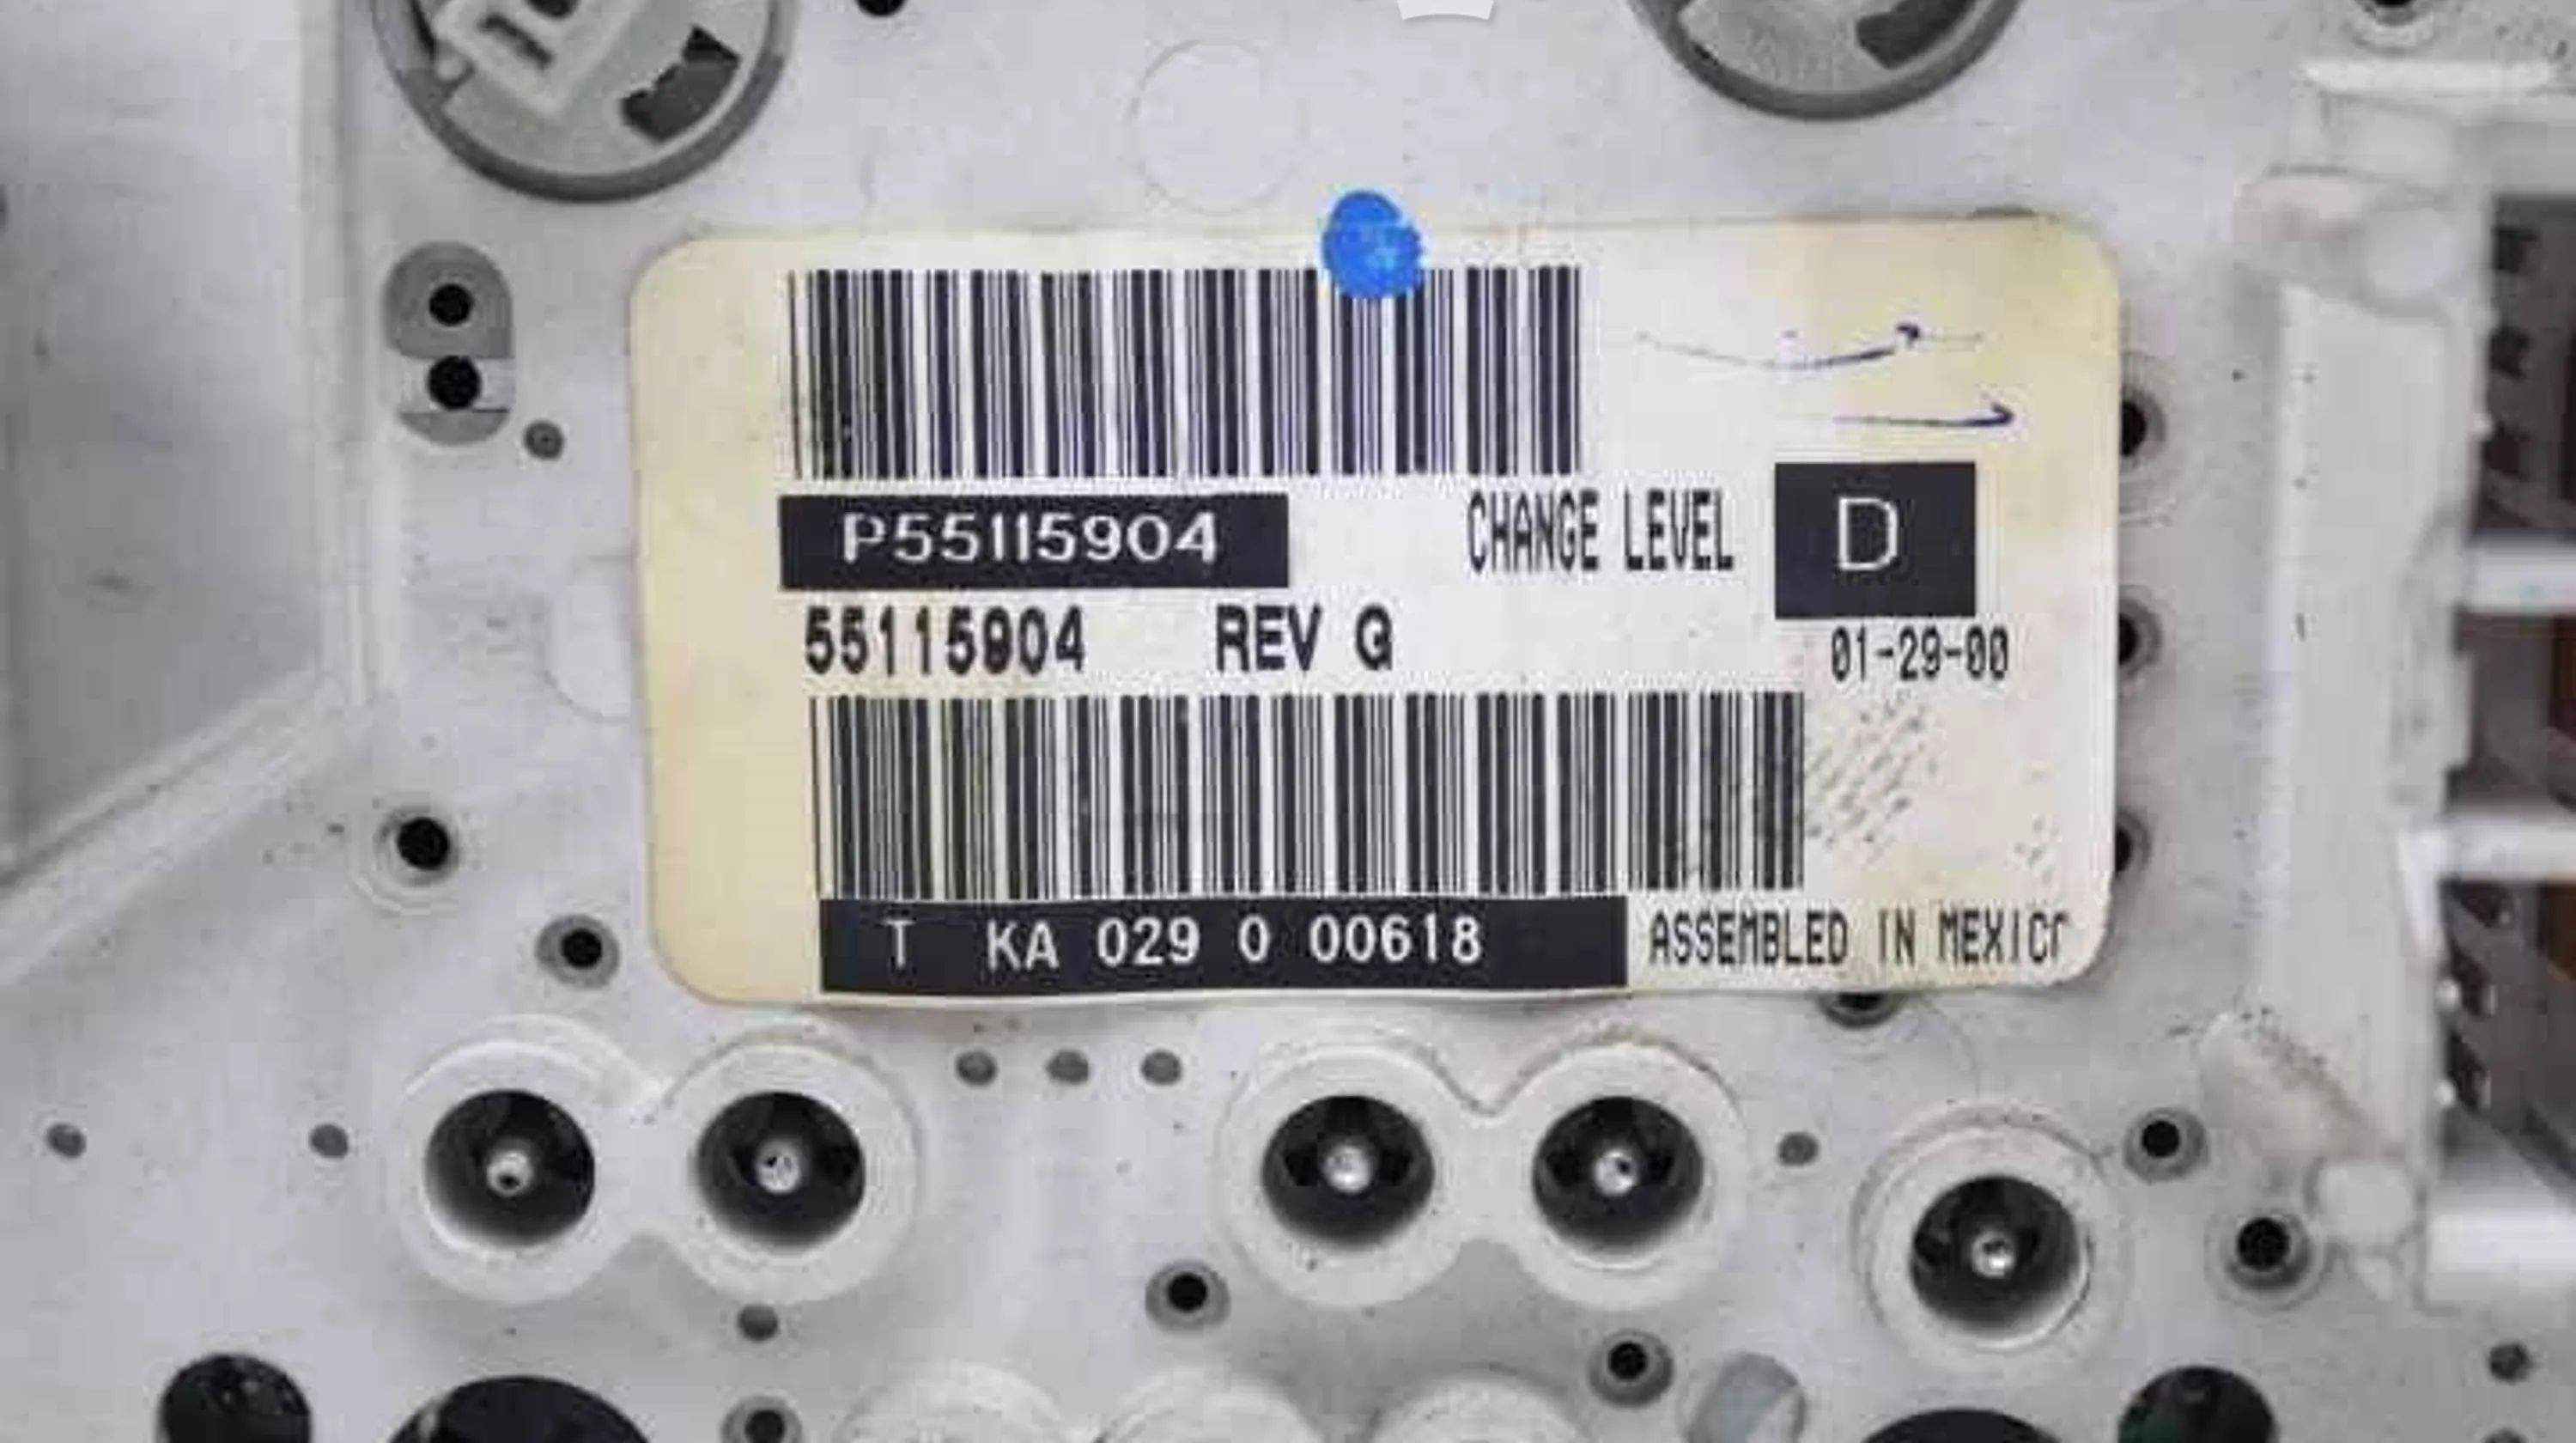 P55115904
CHANGE LEVEL D
55115904 REV G
01-29-00
T KA 029 0 00618
ASSEMBLED IN MEXICO